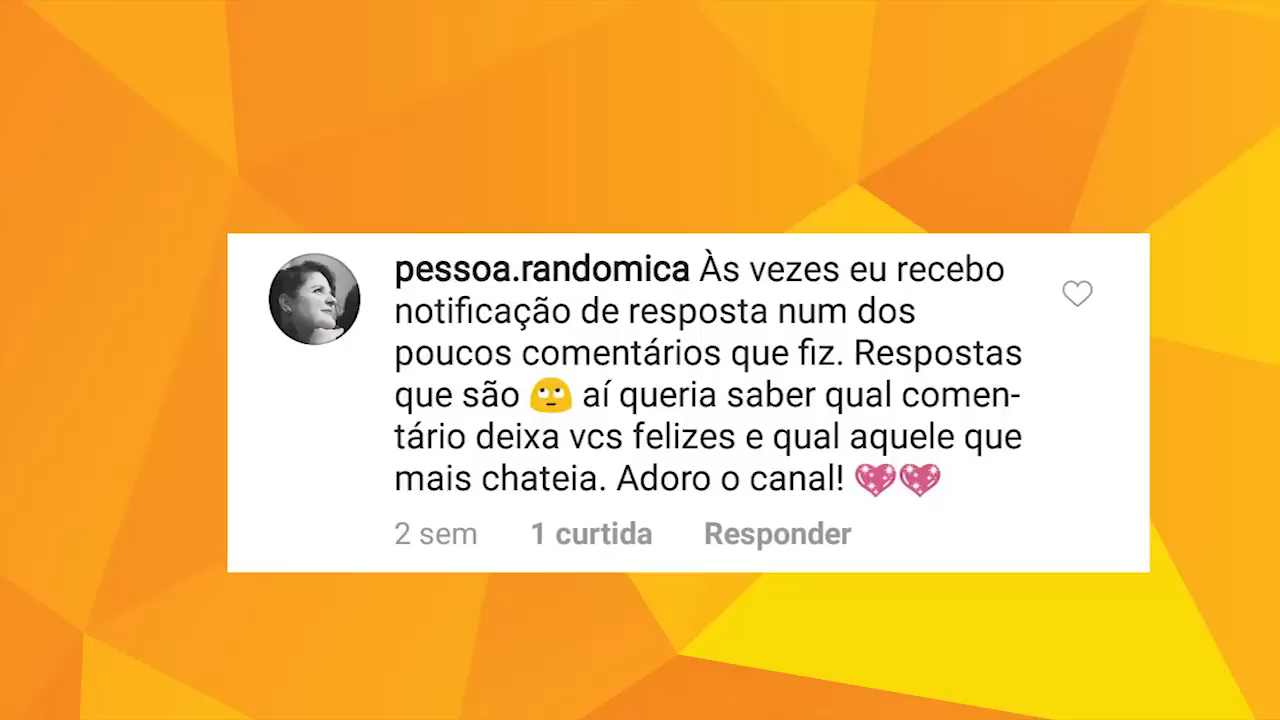 pessoa.randomica Às vezes eu recebo
notificação de resposta num dos
poucos comentários que fiz. Respostas
que são 🙄 aí queria saber qual comen-
tário deixa vcs felizes e qual aquele que
mais chateia. Adoro o canal! 💖💖
2 sem 1 curtida Responder